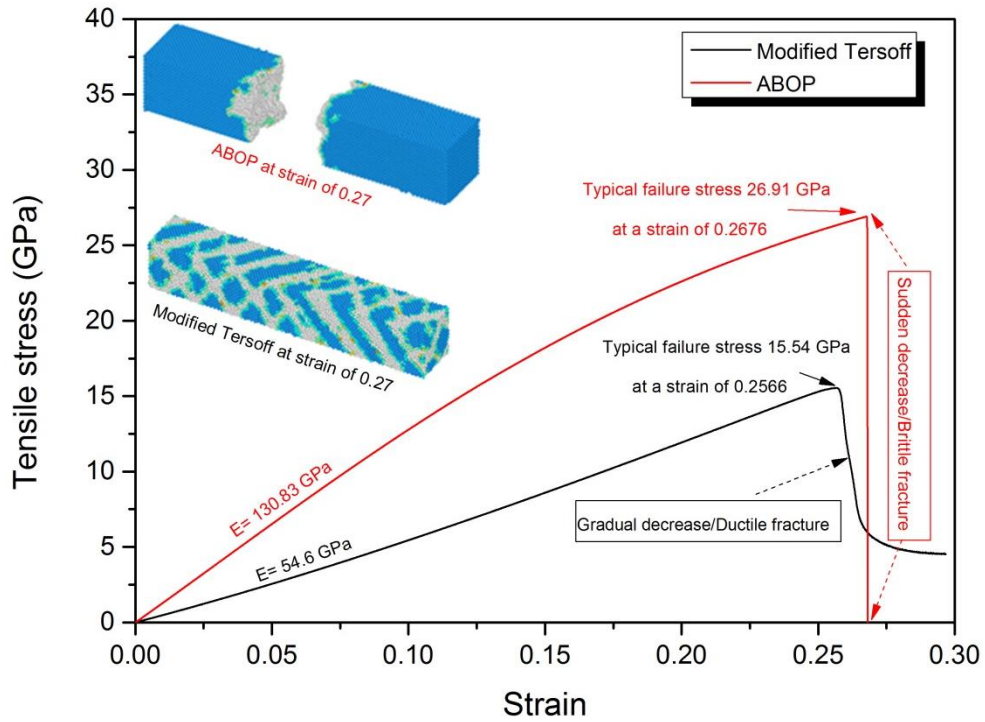 40
35
30
25
20
15
10
5
0
Tensile stress (GPa)
Modified Tersoff
ABOP
ABOP at strain of 0.27
Modified Tersoff at strain of 0.27
Typical failure stress 26.91 GPa
at a strain of 0.2676
Typical failure stress 15.54 GPa
at a strain of 0.2566
Sudden decrease/Brittle fracture
Gradual decrease/Ductile fracture
E= 130.83 GPa
E= 54.6 GPa
0.00 0.05 0.10 0.15 0.20 0.25 0.30
Strain